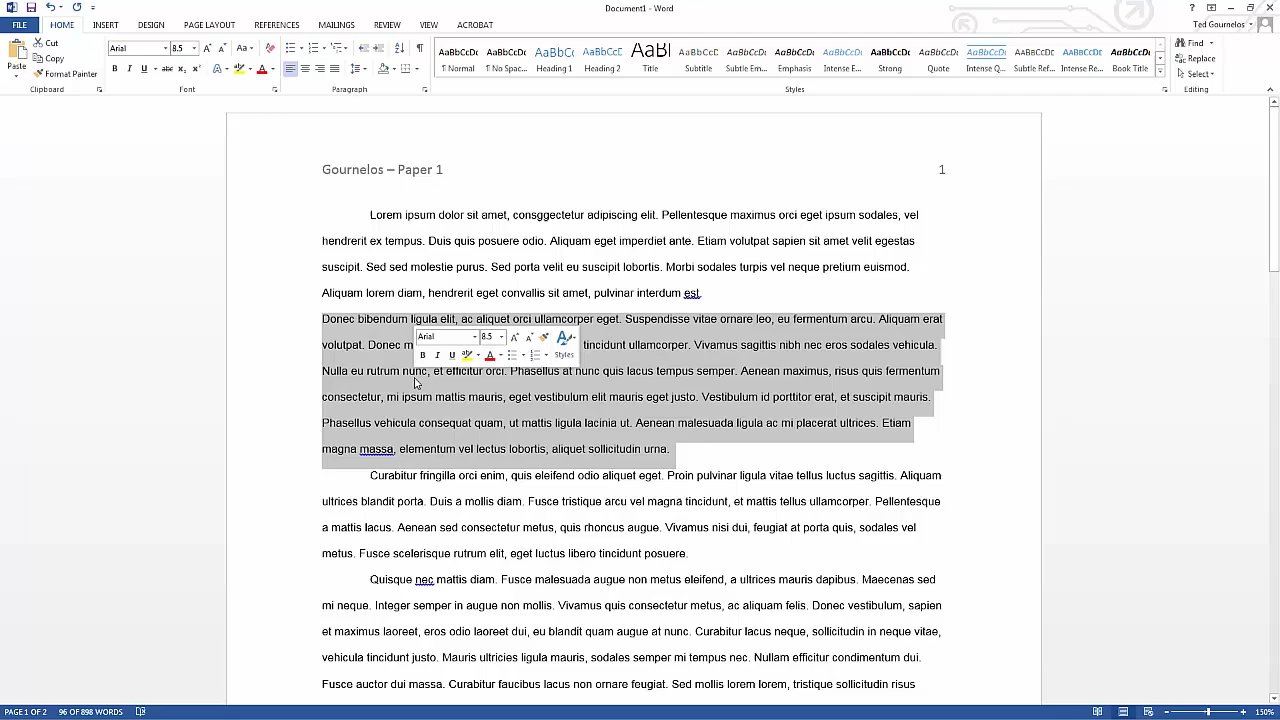 Document1 - Word
FILE HOME INSERT DESIGN PAGE LAYOUT REFERENCES MAILINGS REVIEW VIEW ACROBAT
Ted Gournelos
Paste
Cut
Copy
Format Painter
Clipboard
Arial 8.5
Font
Paragraph
AaBbCcDc AaBbCcDc AaBbCc AaBbCcD AaBl AaBbCcD AaBbCcDc AaBbCcDc AaBbCcDc AaBbCcDc AaBbCcDc AaBbCcDc AaBbCcDc AaBbCcDc AaBbCcDc
¶ Normal ¶ No Spac... Heading 1 Heading 2 Title Subtitle Subtle Em... Emphasis Intense E... Strong Quote Intense Q... Subtle Ref... Intense Re... Book Title
Styles
Find
Replace
Select
Editing
Gournelos – Paper 1 1
Lorem ipsum dolor sit amet, consggectetur adipiscing elit. Pellentesque maximus orci eget ipsum sodales, vel
hendrerit ex tempus. Duis quis posuere odio. Aliquam eget imperdiet ante. Etiam volutpat sapien sit amet velit egestas
suscipit. Sed sed molestie purus. Sed porta velit eu suscipit lobortis. Morbi sodales turpis vel neque pretium euismod.
Aliquam lorem diam, hendrerit eget convallis sit amet, pulvinar interdum est.
Donec bibendum ligula elit, ac aliquet orci ullamcorper eget. Suspendisse vitae ornare leo, eu fermentum arcu. Aliquam erat
volutpat. Donec m tincidunt ullamcorper. Vivamus sagittis nibh nec eros sodales vehicula.
Arial 8.5
Styles
Nulla eu rutrum nunc, et efficitur orci. Phasellus at nunc quis lacus tempus semper. Aenean maximus, risus quis fermentum
consectetur, mi ipsum mattis mauris, eget vestibulum elit mauris eget justo. Vestibulum id porttitor erat, et suscipit mauris.
Phasellus vehicula consequat quam, ut mattis ligula lacinia ut. Aenean malesuada ligula ac mi placerat ultrices. Etiam
magna massa, elementum vel lectus lobortis, aliquet sollicitudin urna.
Curabitur fringilla orci enim, quis eleifend odio aliquet eget. Proin pulvinar ligula vitae tellus luctus sagittis. Aliquam
ultrices blandit porta. Duis a mollis diam. Fusce tristique arcu vel magna tincidunt, et mattis tellus ullamcorper. Pellentesque
a mattis lacus. Aenean sed consectetur metus, quis rhoncus augue. Vivamus nisi dui, feugiat at porta quis, sodales vel
metus. Fusce scelerisque rutrum elit, eget luctus libero tincidunt posuere.
Quisque nec mattis diam. Fusce malesuada augue non metus eleifend, a ultrices mauris dapibus. Maecenas sed
mi neque. Integer semper in augue non mollis. Vivamus quis consectetur metus, ac aliquam felis. Donec vestibulum, sapien
et maximus laoreet, eros odio laoreet dui, eu blandit quam augue at nunc. Curabitur lacus neque, sollicitudin in neque vitae,
vehicula tincidunt justo. Mauris ultricies ligula mauris, sodales semper mi tempus nec. Nullam efficitur condimentum dui.
Fusce auctor dui massa. Curabitur faucibus lacus non ornare feugiat. Sed mollis lorem lorem, tristique sollicitudin risus
PAGE 1 OF 2 96 OF 898 WORDS 150%